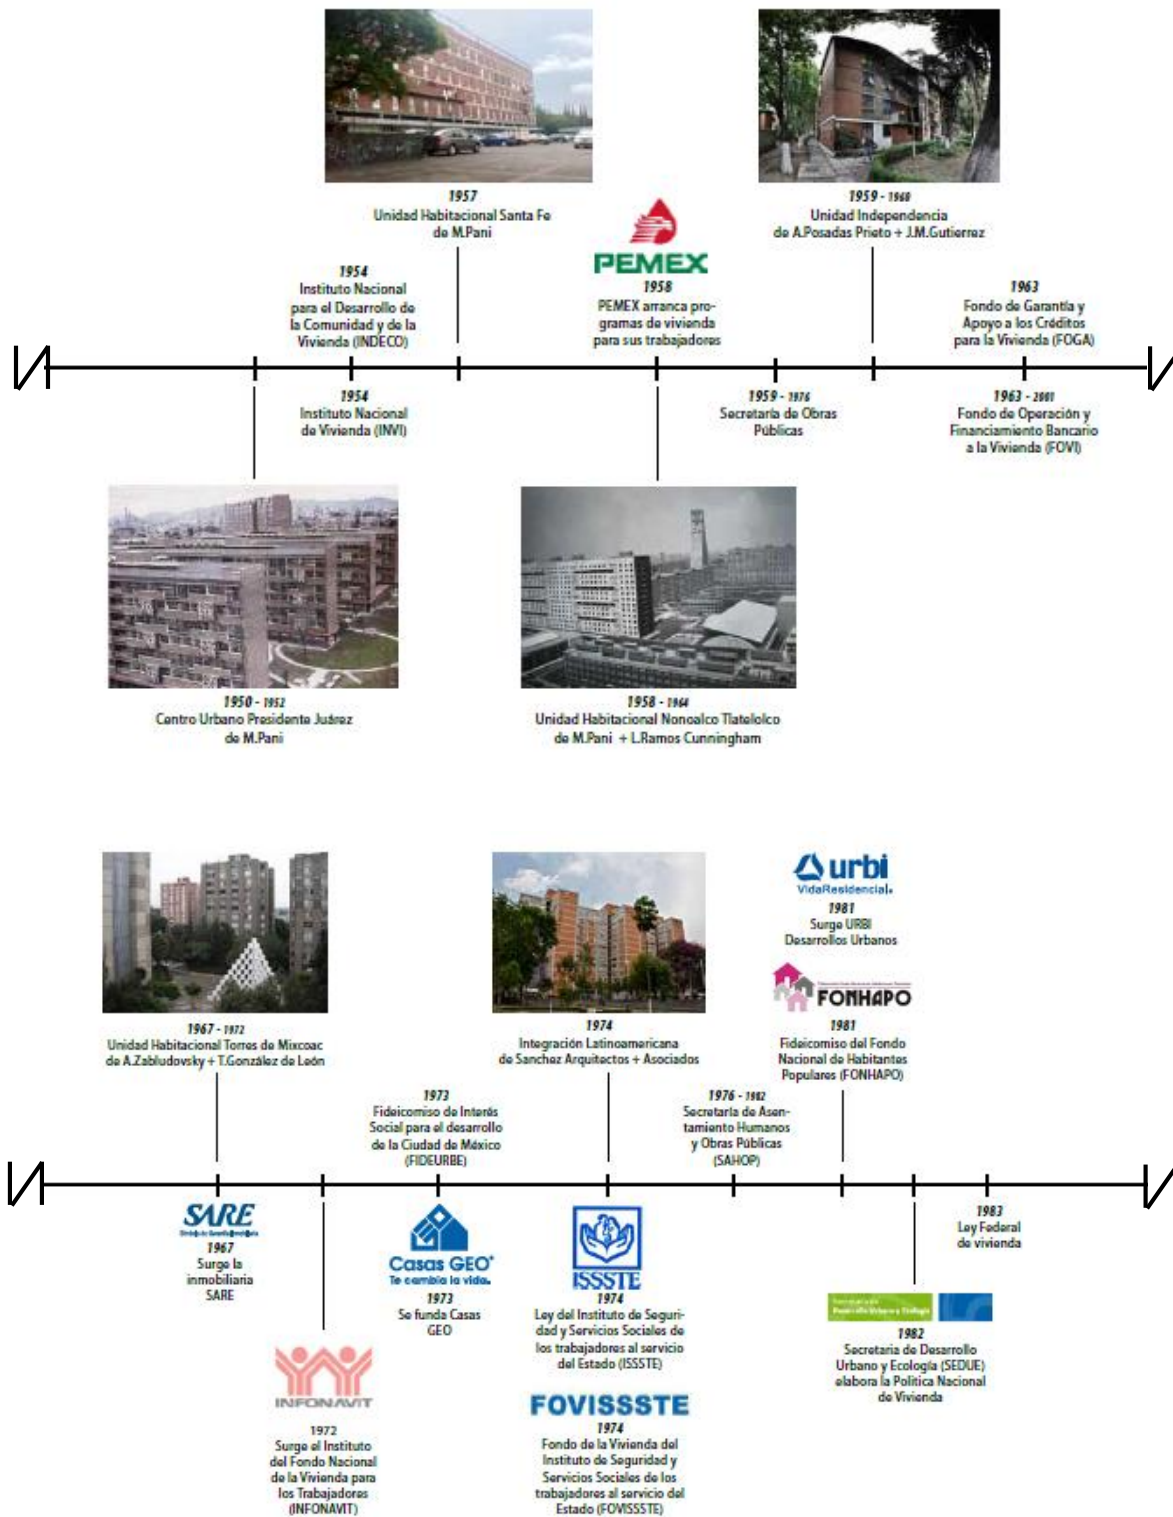 1957
Unidad Habitacional Santa Fe
de M.Pani
PEMEX
1958
PEMEX arranca pro-
gramas de vivienda
para sus trabajadores
1959 - 1960
Unidad Independencia
de A.Posadas Prieto + J.M.Gutierrez
1954
Instituto Nacional
para el Desarrollo de
la Comunidad y de la
Vivienda (INDECO)
1963
Fondo de Garantía y
Apoyo a los Créditos
para la Vivienda (FOGA)
1954
Instituto Nacional
de Vivienda (INVI)
1959 - 1976
Secretaría de Obras
Públicas
1963 - 2001
Fondo de Operación y
Financiamiento Bancario
a la Vivienda (FOVI)
1950 - 1952
Centro Urbano Presidente Juárez
de M.Pani
1958 - 1964
Unidad Habitacional Nonoalco Tlatelolco
de M.Pani + L.Ramos Cunningham
1967 - 1972
Unidad Habitacional Torres de Mixcoac
de A.Zabludovsky + T.González de León
1974
Integración Latinoamericana
de Sanchez Arquitectos + Asociados
urbi
VidaResidencial
1981
Surge URBI
Desarrollos Urbanos
FONHAPO
1981
Fideicomiso del Fondo
Nacional de Habitantes
Populares (FONHAPO)
1973
Fideicomiso de Interés
Social para el desarrollo
de la Ciudad de México
(FIDEURBE)
1976 - 1982
Secretaría de Asen-
tamiento Humanos
y Obras Públicas
(SAHOP)
SARE
1967
Surge la
inmobiliaria
SARE
INFONAVIT
1972
Surge el Instituto
del Fondo Nacional
de la Vivienda para
los Trabajadores
(INFONAVIT)
Casas GEO
Te cambia la vida.
1973
Se funda Casas
GEO
ISSSTE
1974
Ley del Instituto de Seguri-
dad y Servicios Sociales de
los trabajadores al servicio
del Estado (ISSSTE)
FOVISSSTE
1974
Fondo de la Vivienda del
Instituto de Seguridad y
Servicios Sociales de los
trabajadores al servicio del
Estado (FOVISSSTE)
Desarrollo Urbano y Ecología
1982
Secretaria de Desarrollo
Urbano y Ecología (SEDUE)
elabora la Política Nacional
de Vivienda
1983
Ley Federal
de vivienda